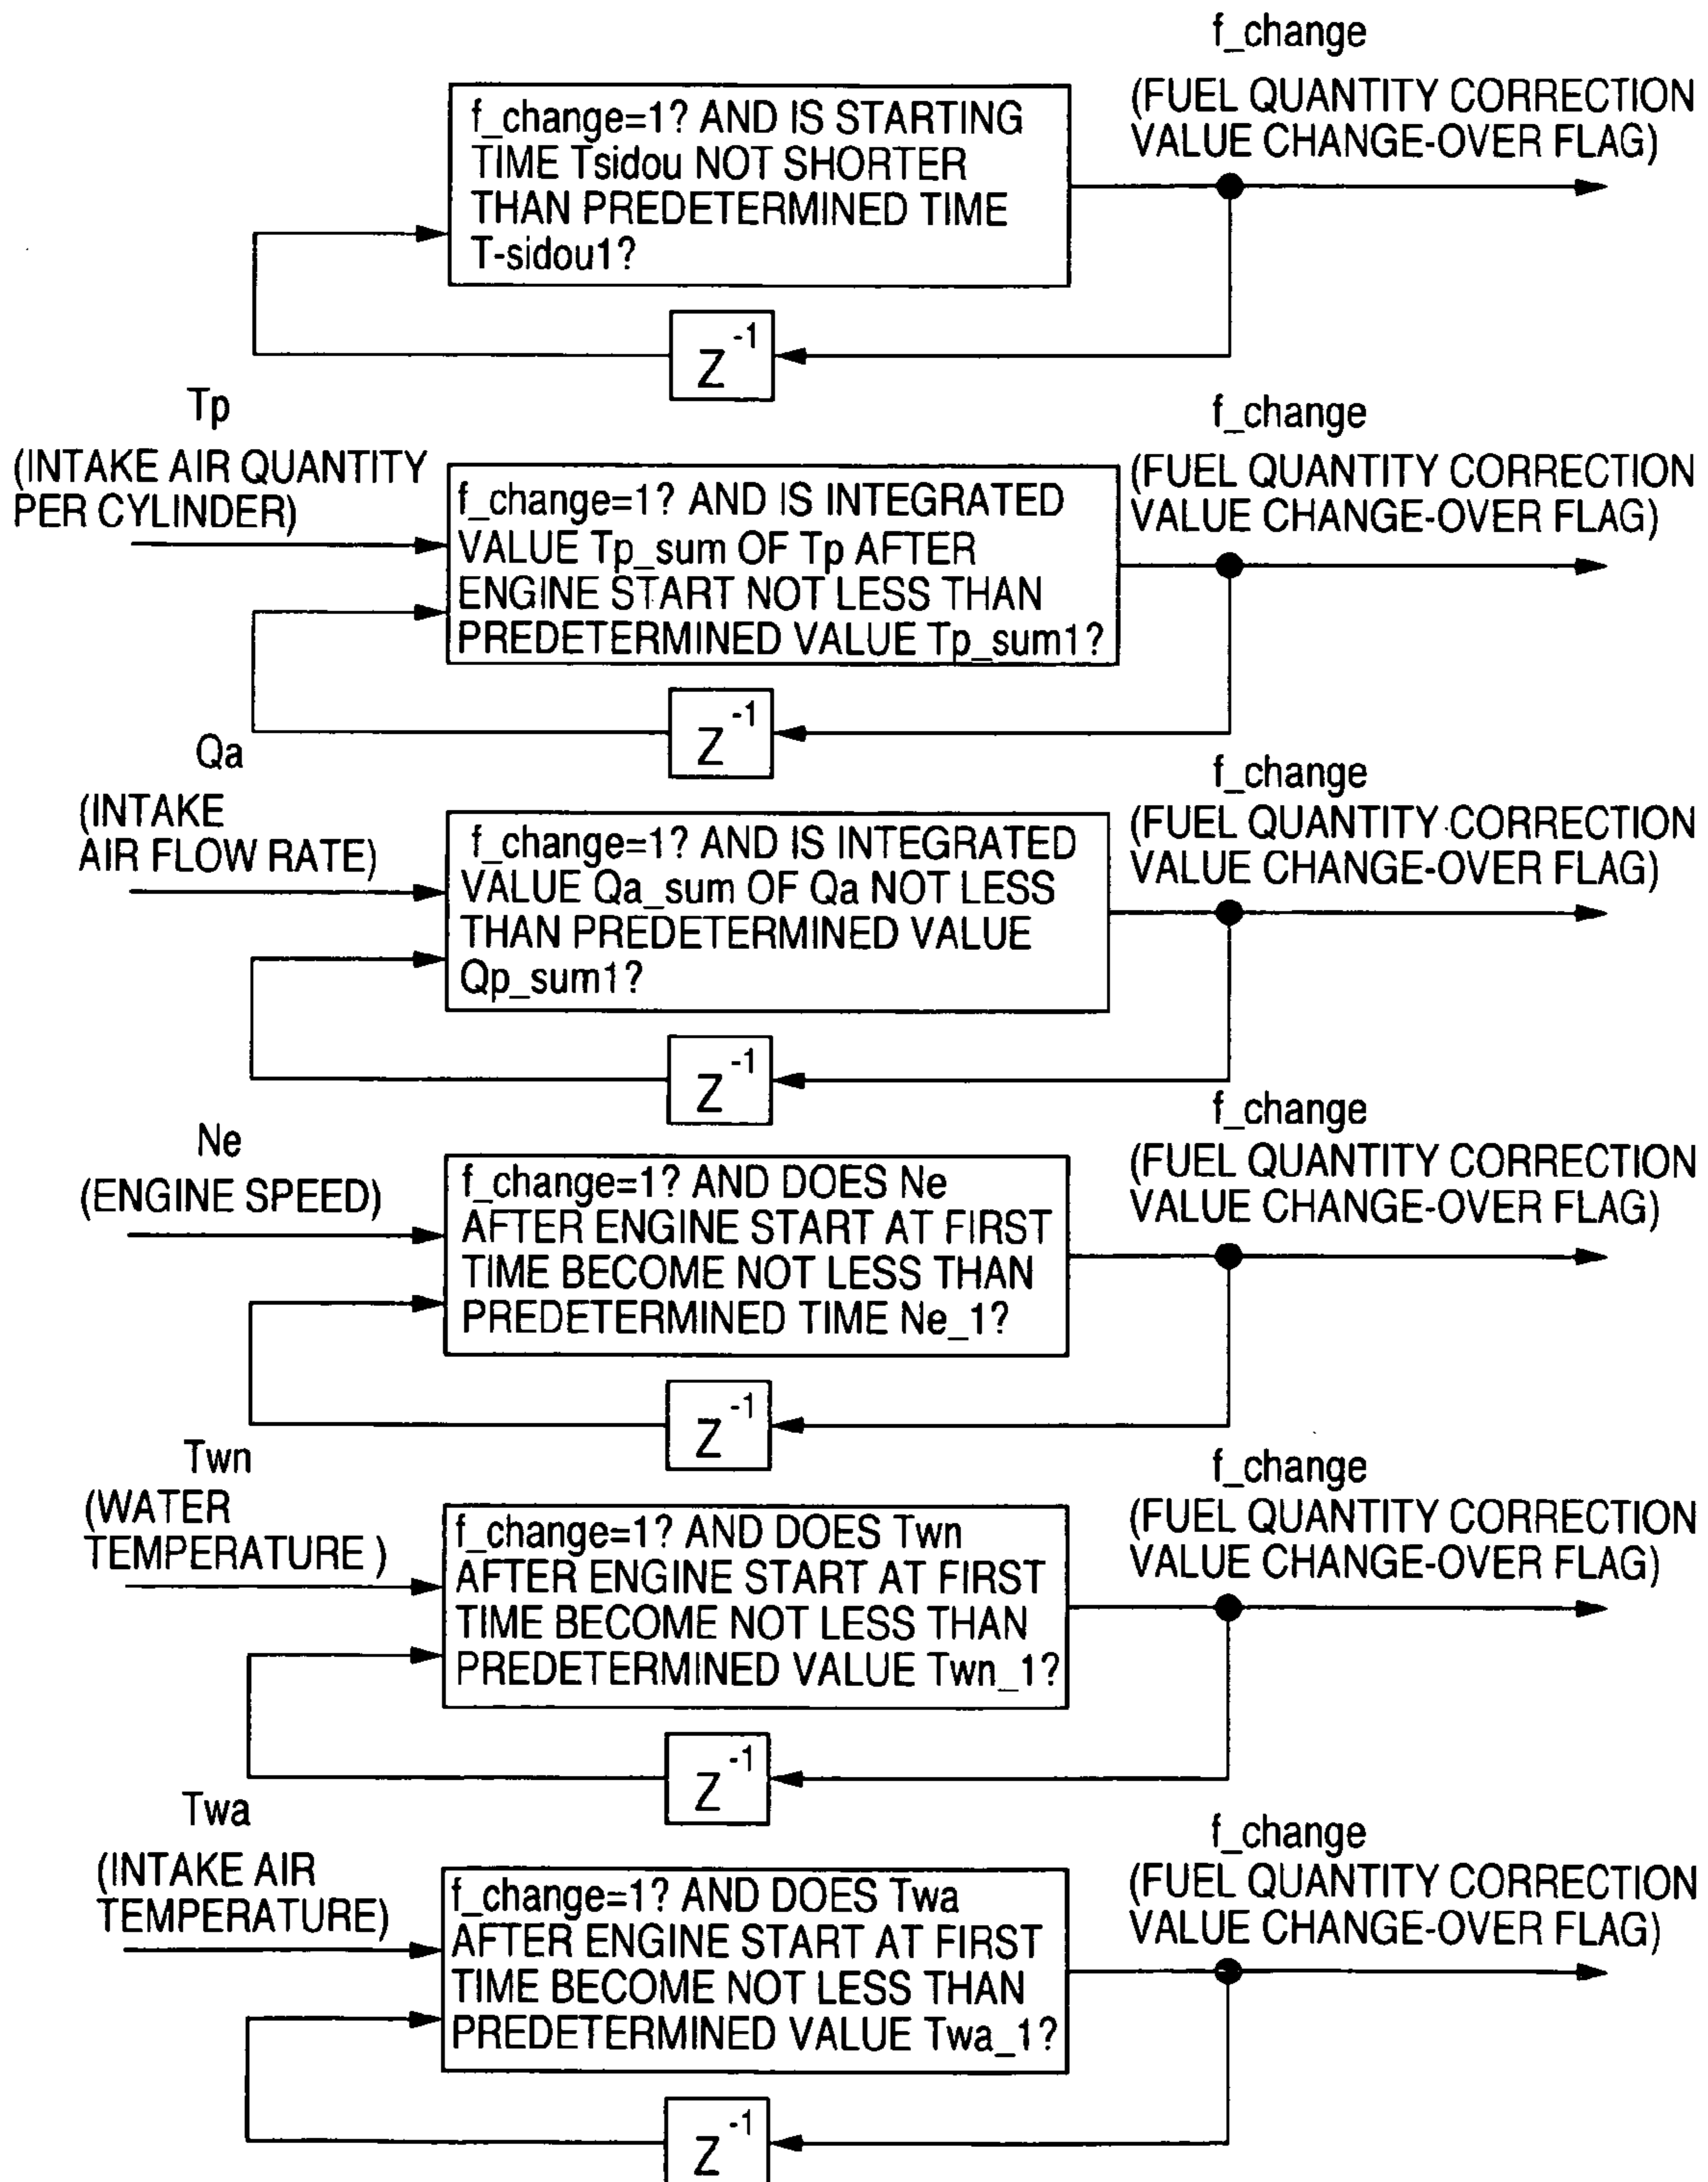 f_change
(FUEL QUANTITY CORRECTION
VALUE CHANGE-OVER FLAG)
f_change=1? AND IS STARTING
TIME Tsidou NOT SHORTER
THAN PREDETERMINED TIME
T-sidou1?
Z-1
Tp
(INTAKE AIR QUANTITY
PER CYLINDER)
f_change=1? AND IS INTEGRATED
VALUE Tp_sum OF Tp AFTER
ENGINE START NOT LESS THAN
PREDETERMINED VALUE Tp_sum1?
f_change
(FUEL QUANTITY CORRECTION
VALUE CHANGE-OVER FLAG)
Z-1
Qa
(INTAKE
AIR FLOW RATE)
f_change=1? AND IS INTEGRATED
VALUE Qa_sum OF Qa NOT LESS
THAN PREDETERMINED VALUE
Qp_sum1?
f_change
(FUEL QUANTITY CORRECTION
VALUE CHANGE-OVER FLAG)
Z-1
Ne
(ENGINE SPEED)
f_change=1? AND DOES Ne
AFTER ENGINE START AT FIRST
TIME BECOME NOT LESS THAN
PREDETERMINED TIME Ne_1?
f_change
(FUEL QUANTITY CORRECTION
VALUE CHANGE-OVER FLAG)
Z-1
Twn
(WATER
TEMPERATURE )
f_change=1? AND DOES Twn
AFTER ENGINE START AT FIRST
TIME BECOME NOT LESS THAN
PREDETERMINED VALUE Twn_1?
f_change
(FUEL QUANTITY CORRECTION
VALUE CHANGE-OVER FLAG)
Z-1
Twa
(INTAKE AIR
TEMPERATURE)
f_change=1? AND DOES Twa
AFTER ENGINE START AT FIRST
TIME BECOME NOT LESS THAN
PREDETERMINED VALUE Twa_1?
f_change
(FUEL QUANTITY CORRECTION
VALUE CHANGE-OVER FLAG)
Z-1